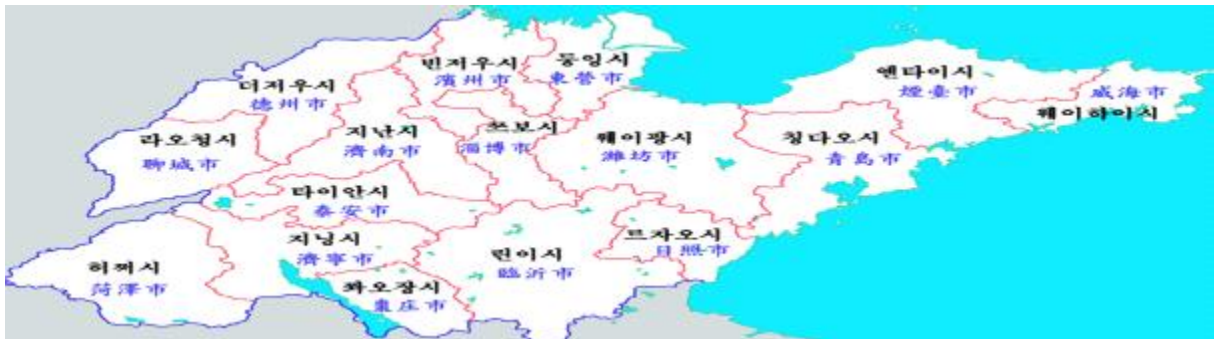 빈저우시
濱州市
둥잉시
東營市
옌타이시
煙臺市
威海市
웨이하이시
더저우시
德州市
라오청시
聊城市
지난시
濟南市
쯔보시
淄博市
웨이팡시
濰坊市
칭다오시
青島市
타이안시
泰安市
지닝시
濟寧市
린이시
臨沂市
르자오시
日照市
허쩌시
菏澤市
짜오장시
棗庄市